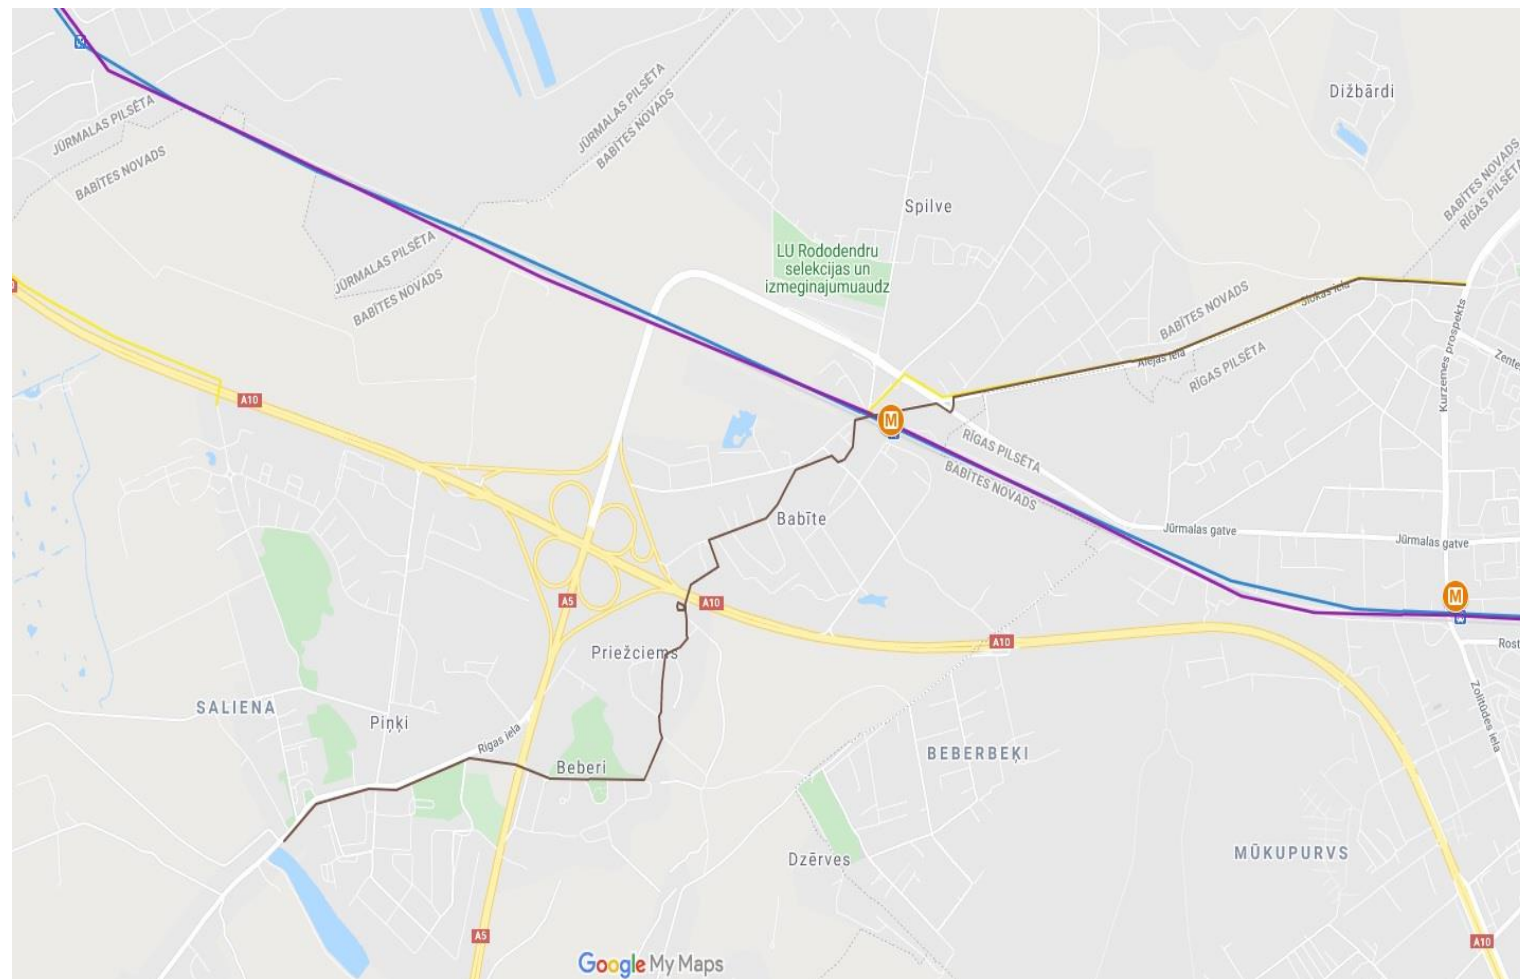 Dižbārdi
JŪRMALAS PILSĒTA
BABĪTES NOVADS
JŪRMALAS PILSĒTA
BABĪTES NOVADS
BABĪTES NOVADS
RĪGAS PILSĒTA
Spilve
LU Rododendru
selekcijas un
izmeginajumuaudz
JŪRMALAS PILSĒTA
BABĪTES NOVADS
BABĪTES NOVADS
RĪGAS PILSĒTA
Slokas iela
Alejas iela
Kurzemes prospekts
Zente
A10
M
RĪGAS PILSĒTA
BABĪTES NOVADS
Babīte
Jūrmalas gatve
Jūrmalas gatve
A5
A10
M
A10
Priežciems
Rost
Zolitūdes iela
SALIENA
Piņķi
Rīgas iela
Beberi
BEBERBEĶI
Dzērves
MŪKUPURVS
A5
A10
Google My Maps